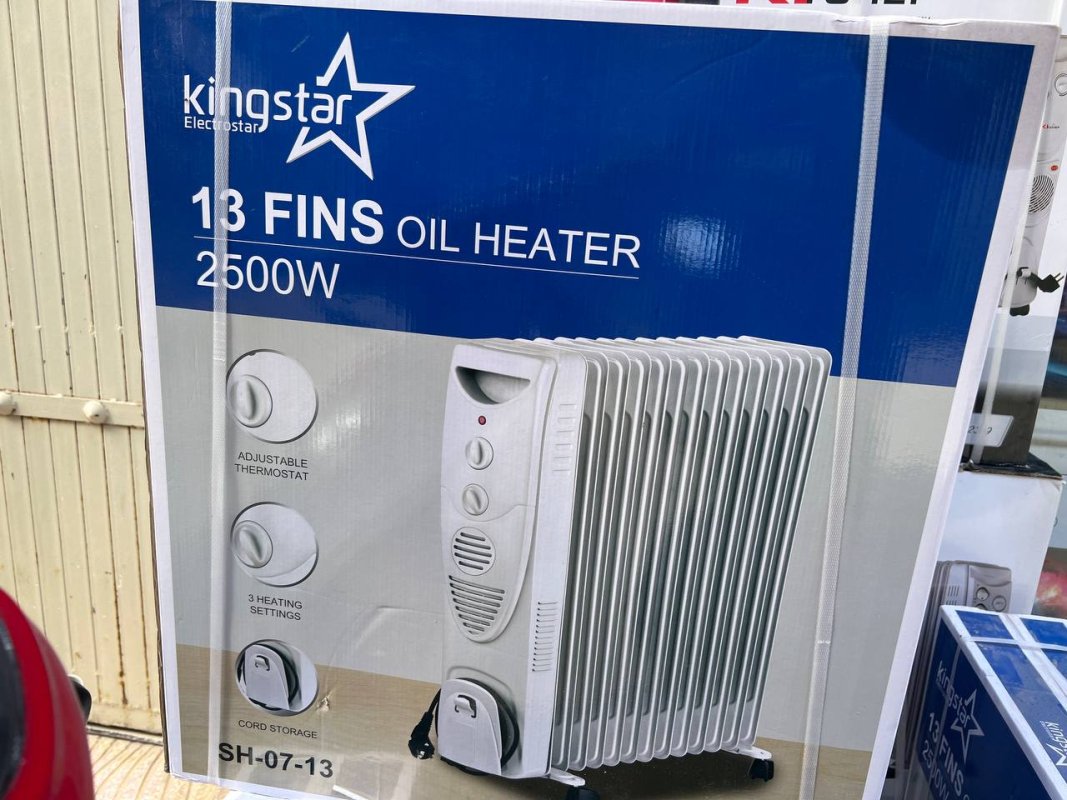 kingstar
Electrostar
13 FINS OIL HEATER
2500W
ADJUSTABLE
THERMOSTAT
3 HEATING
SETTINGS
CORD STORAGE
SH-07-13
kingstar
13 FINS
2500W